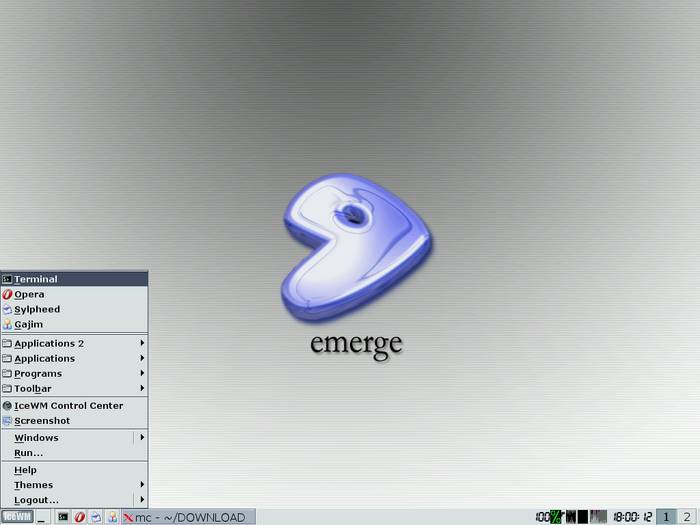 emerge
Terminal
Opera
Sylpheed
Gajim
Applications 2
Applications
Programs
Toolbar
IceWM Control Center
Screenshot
Windows
Run...
Help
Themes
Logout...
IceWM
mc - ~/DOWNLOAD
100%
18:00:12
1
2